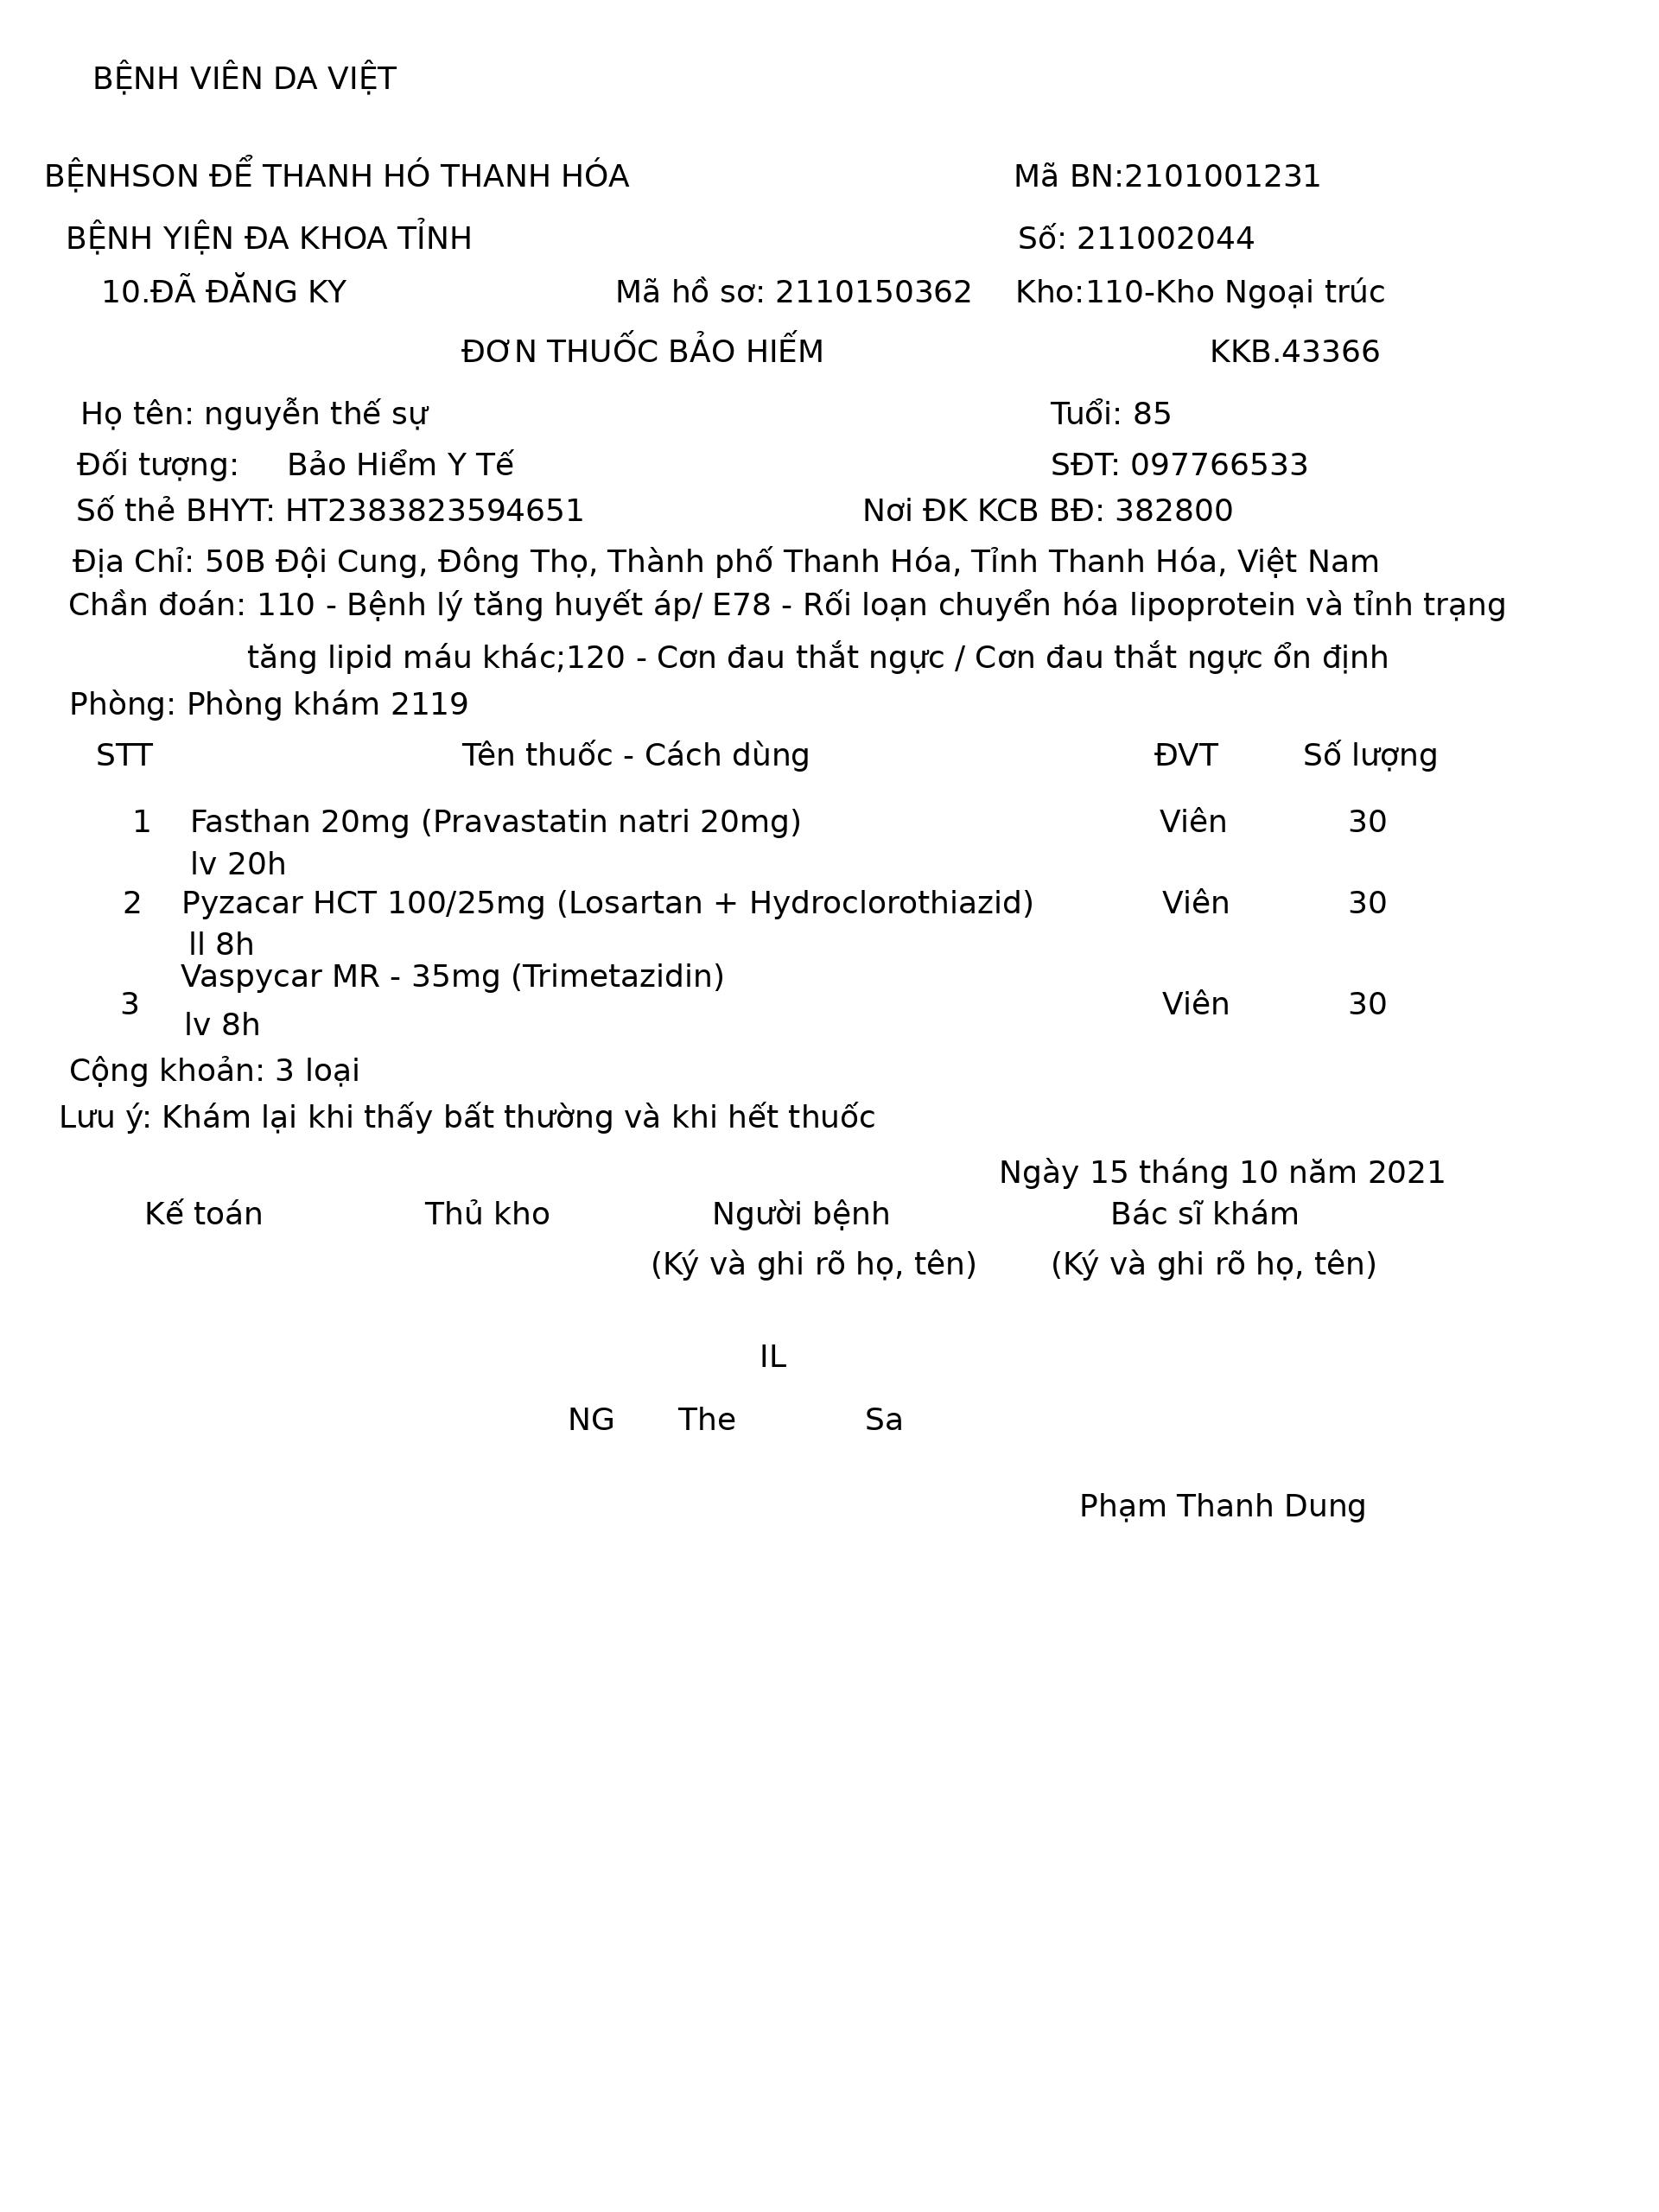 BỆNH VIÊN DA VIỆT
BỆNHSON ĐỂ THANH HÓ THANH HÓA Mã BN:2101001231
BỆNH YIỆN ĐA KHOA TỈNH Số: 211002044
10.ĐÃ ĐĂNG KY Mã hồ sơ: 2110150362 Kho:110-Kho Ngoại trúc
ĐƠN THUỐC BẢO HIẾM KKB.43366
Họ tên: nguyễn thế sự Tuổi: 85
Đối tượng: Bảo Hiểm Y Tế SĐT: 097766533
Số thẻ BHYT: HT2383823594651 Nơi ĐK KCB BĐ: 382800
Địa Chỉ: 50B Đội Cung, Đông Thọ, Thành phố Thanh Hóa, Tỉnh Thanh Hóa, Việt Nam
Chần đoán: 110 - Bệnh lý tăng huyết áp/ E78 - Rối loạn chuyển hóa lipoprotein và tỉnh trạng
tăng lipid máu khác;120 - Cơn đau thắt ngực / Cơn đau thắt ngực ổn định
Phòng: Phòng khám 2119
STT Tên thuốc - Cách dùng ĐVT Số lượng
1 Fasthan 20mg (Pravastatin natri 20mg) Viên 30
lv 20h
2 Pyzacar HCT 100/25mg (Losartan + Hydroclorothiazid) Viên 30
ll 8h
Vaspycar MR - 35mg (Trimetazidin)
3 Viên 30
lv 8h
Cộng khoản: 3 loại
Lưu ý: Khám lại khi thấy bất thường và khi hết thuốc
Ngày 15 tháng 10 năm 2021
Kế toán Thủ kho Người bệnh Bác sĩ khám
(Ký và ghi rõ họ, tên) (Ký và ghi rõ họ, tên)
IL
NG The Sa
Phạm Thanh Dung